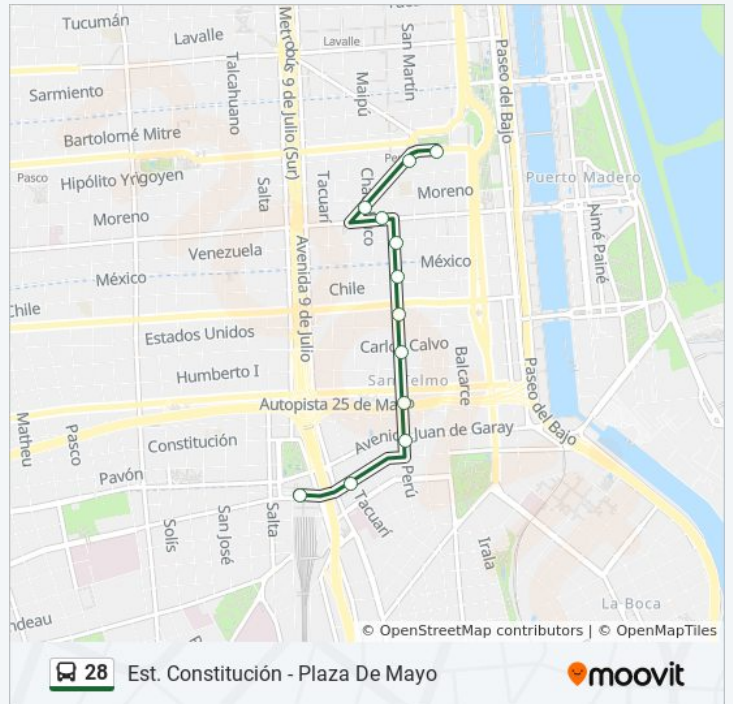 Tucumán
Lavalle
Lavalle
Metrobús 9 de Julio (Sur)
Talcahuano
Maipú
San Martín
Paseo del Bajo
Sarmiento
Bartolomé Mitre
Pasco
Hipólito Yrigoyen
Salta
Tacuarí
Moreno
Puerto Madero
Moreno
Aimé Painé
Venezuela
Avenida 9 de Julio
México
México
Chile
Chile
Estados Unidos
Carlos Calvo
Balcarce
Humberto I
San Telmo
Paseo del Bajo
Autopista 25 de Mayo
Matheu
Pasco
Constitución
Avenida Juan de Garay
Pavón
Perú
Salta
Tacuarí
San José
Solís
Irala
ndeau
La Boca
© OpenStreetMap contributors | © OpenMapTiles
28 Est. Constitución - Plaza De Mayo
moovit